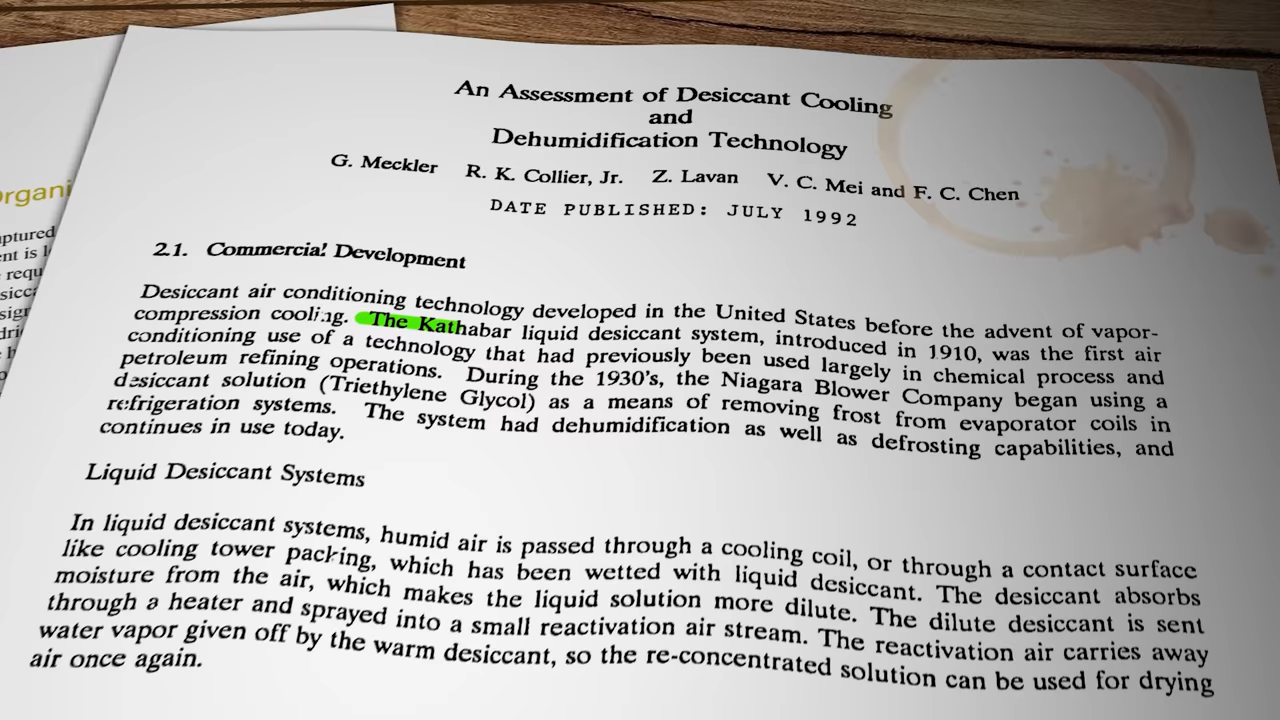 An Assessment of Desiccant Cooling
and
Dehumidification Technology
G. Meckler R. K. Collier, Jr. Z. Lavan V. C. Mei and F. C. Chen
DATE PUBLISHED: JULY 1992
2.1. Commercial Development
Desiccant air conditioning technology developed in the United States before the advent of vapor-
compression cooling. The Kathabar liquid desiccant system, introduced in 1910, was the first air
conditioning use of a technology that had previously been used largely in chemical process and
petroleum refining operations. During the 1930's, the Niagara Blower Company began using a
desiccant solution (Triethylene Glycol) as a means of removing frost from evaporator coils in
refrigeration systems. The system had dehumidification as well as defrosting capabilities, and
continues in use today.
Liquid Desiccant Systems
In liquid desiccant systems, humid air is passed through a cooling coil, or through a contact surface
like cooling tower packing, which has been wetted with liquid desiccant. The desiccant absorbs
moisture from the air, which makes the liquid solution more dilute. The dilute desiccant is sent
through a heater and sprayed into a small reactivation air stream. The reactivation air carries away
water vapor given off by the warm desiccant, so the re-concentrated solution can be used for drying
air once again.